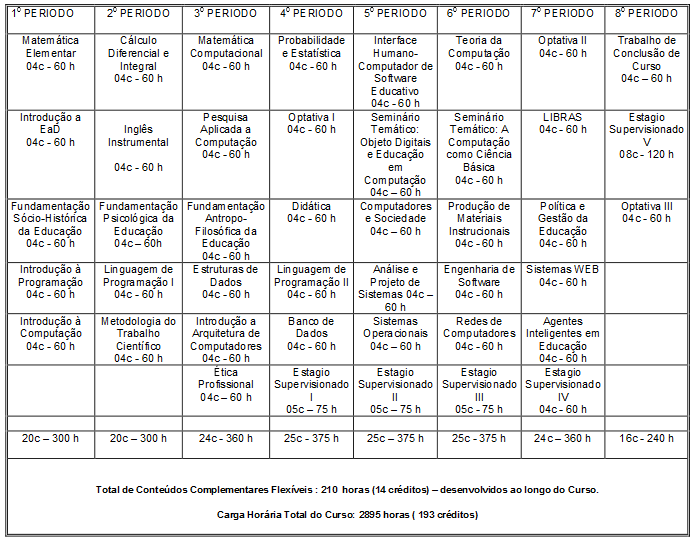 1º PERIODO 2º PERIODO 3º PERIODO 4º PERIODO 5º PERIODO 6º PERIODO 7º PERIODO 8º PERIODO
Matemática
Elementar
04c - 60 h
Cálculo
Diferencial e
Integral
04c - 60 h
Matemática
Computacional
04c - 60 h
Probabilidade
e Estatística
04c - 60 h
Interface
Humano-
Computador de
Software
Educativo
04c - 60 h
Teoria da
Computação
04c - 60 h
Optativa II
04c - 60 h
Trabalho de
Conclusão de
Curso
04c – 60 h
Introdução a
EaD
04c - 60 h
Inglês
Instrumental
04c - 60 h
Pesquisa
Aplicada a
Computação
04c - 60 h
Optativa I
04c - 60 h
Seminário
Temático:
Objeto Digitais
e Educação
em
Computação
04c – 60 h
Seminário
Temático: A
Computação
como Ciência
Básica
04c - 60 h
LIBRAS
04c - 60 h
Estagio
Supervisionado
V
08c - 120 h
Fundamentação
Sócio-Histórica
da Educação
04c - 60 h
Fundamentação
Psicológica da
Educação
04c – 60h
Fundamentação
Antropo-
Filosófica da
Educação
04c - 60 h
Didática
04c - 60 h
Computadores
e Sociedade
04c – 60 h
Produção de
Materiais
Instrucionais
04c - 60 h
Política e
Gestão da
Educação
04c - 60 h
Optativa III
04c - 60 h
Introdução à
Programação
04c - 60 h
Linguagem de
Programação I
04c - 60 h
Estruturas de
Dados
04c - 60 h
Linguagem de
Programação II
04c - 60 h
Análise e
Projeto de
Sistemas 04c –
60 h
Engenharia de
Software
04c - 60 h
Sistemas WEB
04c - 60 h
Introdução à
Computação
04c - 60 h
Metodologia do
Trabalho
Científico
04c - 60 h
Introdução a
Arquitetura de
Computadores
04c - 60 h
Banco de
Dados
04c - 60 h
Sistemas
Operacionais
04c – 60 h
Redes de
Computadores
04c - 60 h
Agentes
Inteligentes em
Educação
04c - 60 h
Ética
Profissional
04c – 60 h
Estagio
Supervisionado
I
05c – 75 h
Estagio
Supervisionado
II
05c – 75 h
Estagio
Supervisionado
III
05c - 75 h
Estagio
Supervisionado
IV
04c - 60 h
20c – 300 h 20c – 300 h 24c - 360 h 25c - 375 h 25c – 375 h 25c - 375 h 24c – 360 h 16c - 240 h
Total de Conteúdos Complementares Flexíveis : 210 horas (14 créditos) – desenvolvidos ao longo do Curso.
Carga Horária Total do Curso: 2895 horas ( 193 créditos)